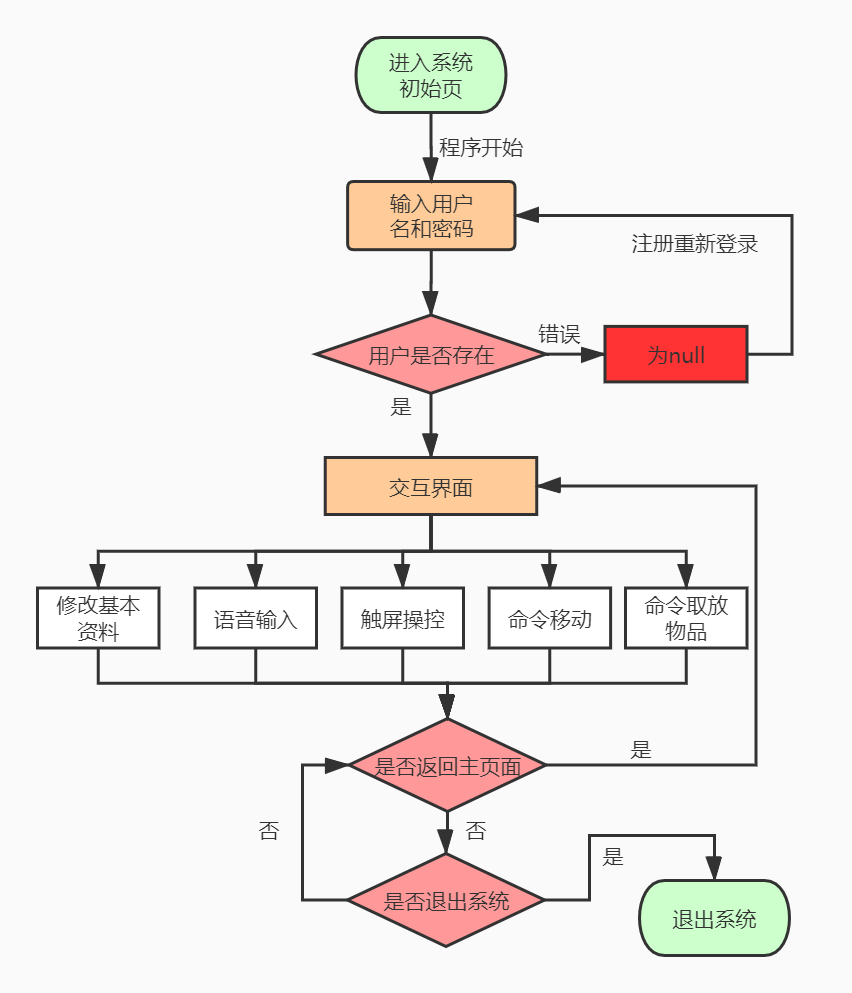 进入系统
初始页
程序开始
输入用户
名和密码
注册重新登录
用户是否存在
错误
为null
是
交互界面
修改基本
资料
语音输入
触屏操控
命令移动
命令取放
物品
是否返回主页面
是
否
否
是否退出系统
是
退出系统